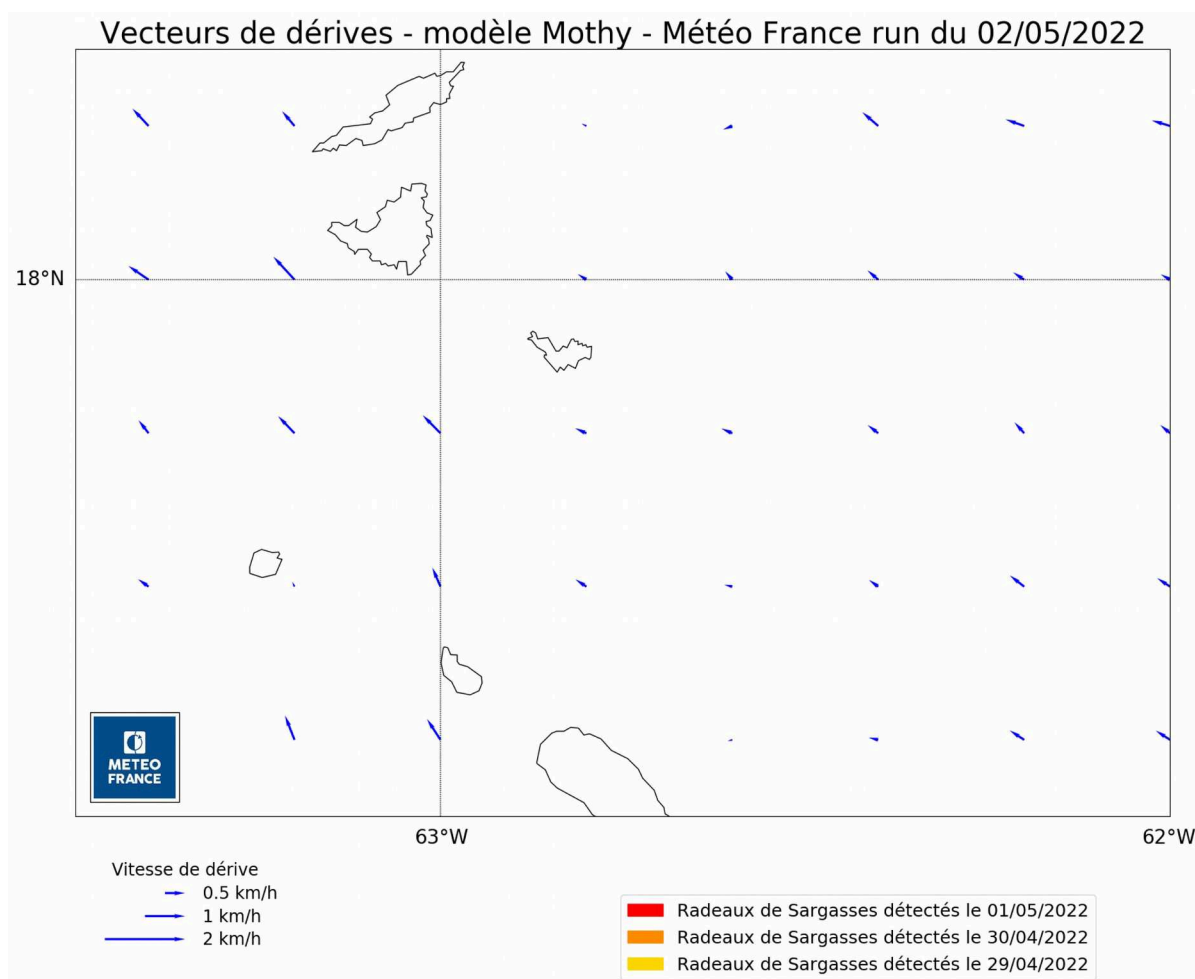 Vecteurs de dérives - modèle Mothy - Météo France run du 02/05/2022
18°N
METEO
FRANCE
63°W
62°W
Vitesse de dérive
0.5 km/h
1 km/h
2 km/h
Radeaux de Sargasses détectés le 01/05/2022
Radeaux de Sargasses détectés le 30/04/2022
Radeaux de Sargasses détectés le 29/04/2022